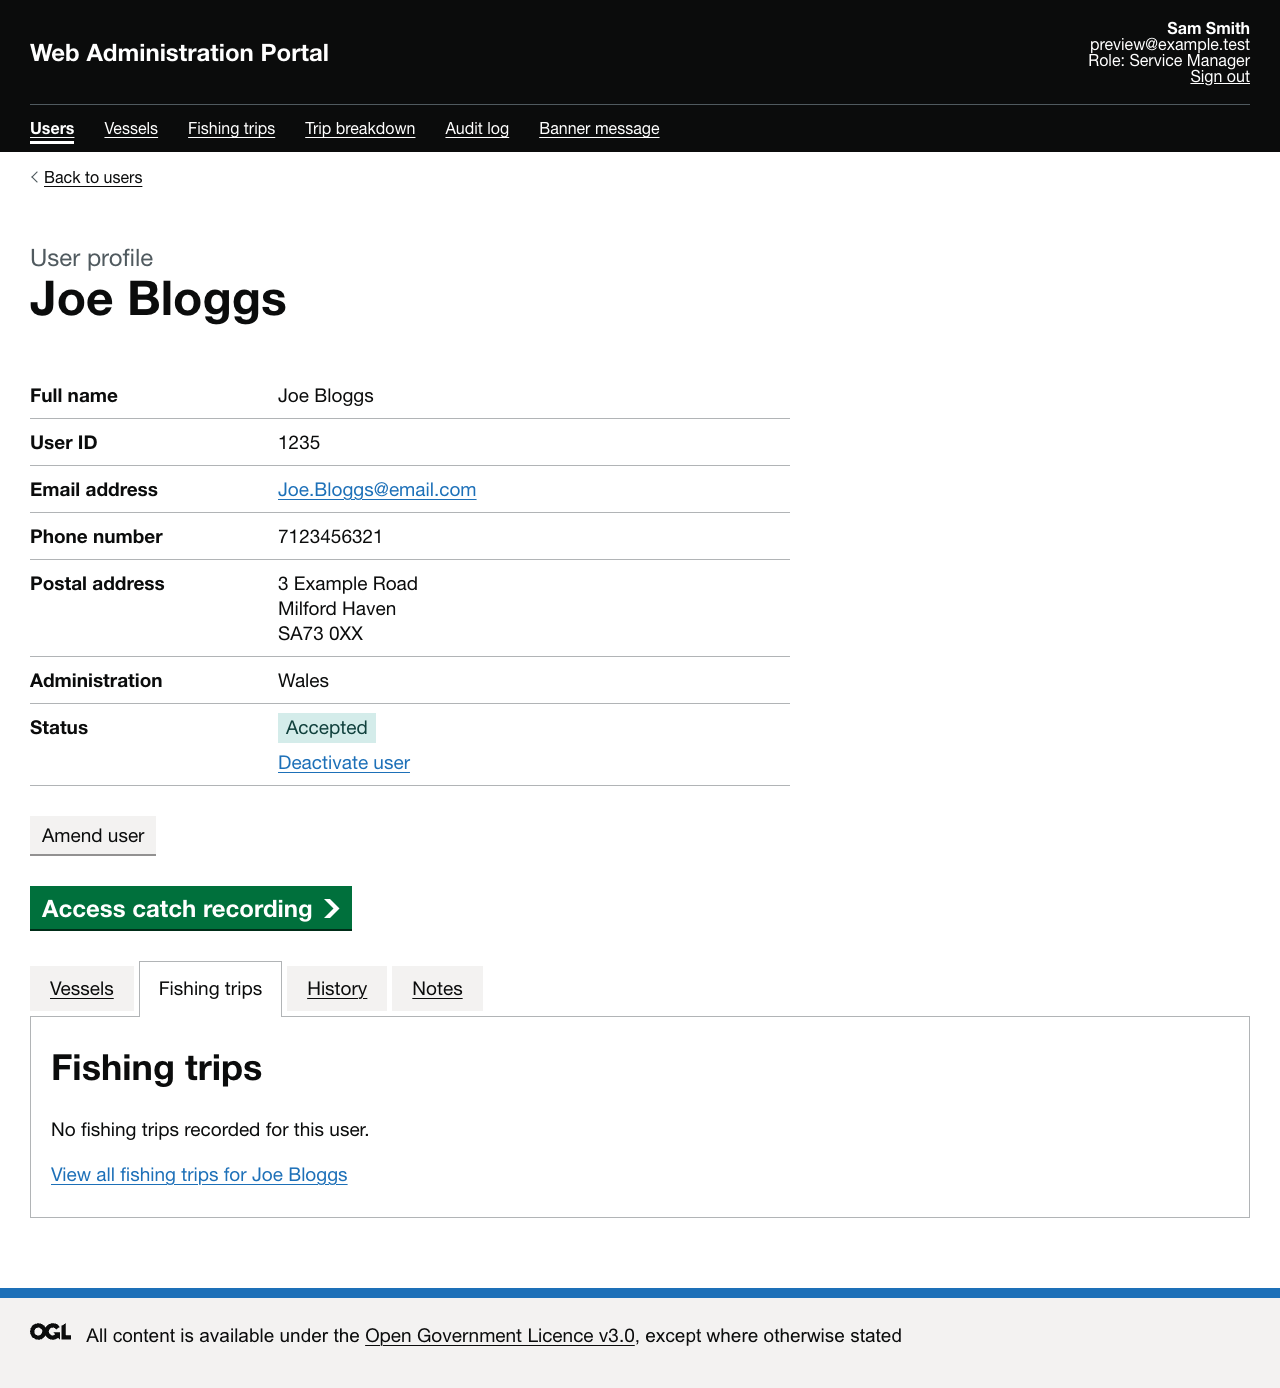 Web Administration Portal
Sam Smith
preview@example.test
Role: Service Manager
Sign out
Users Vessels Fishing trips Trip breakdown Audit log Banner message
Back to users
User profile
Joe Bloggs
Full name Joe Bloggs
User ID 1235
Email address Joe.Bloggs@email.com
Phone number 7123456321
Postal address 3 Example Road
Milford Haven
SA73 0XX
Administration Wales
Status Accepted
Deactivate user
Amend user
Access catch recording
Vessels Fishing trips History Notes
Fishing trips
No fishing trips recorded for this user.
View all fishing trips for Joe Bloggs
OGL All content is available under the Open Government Licence v3.0, except where otherwise stated